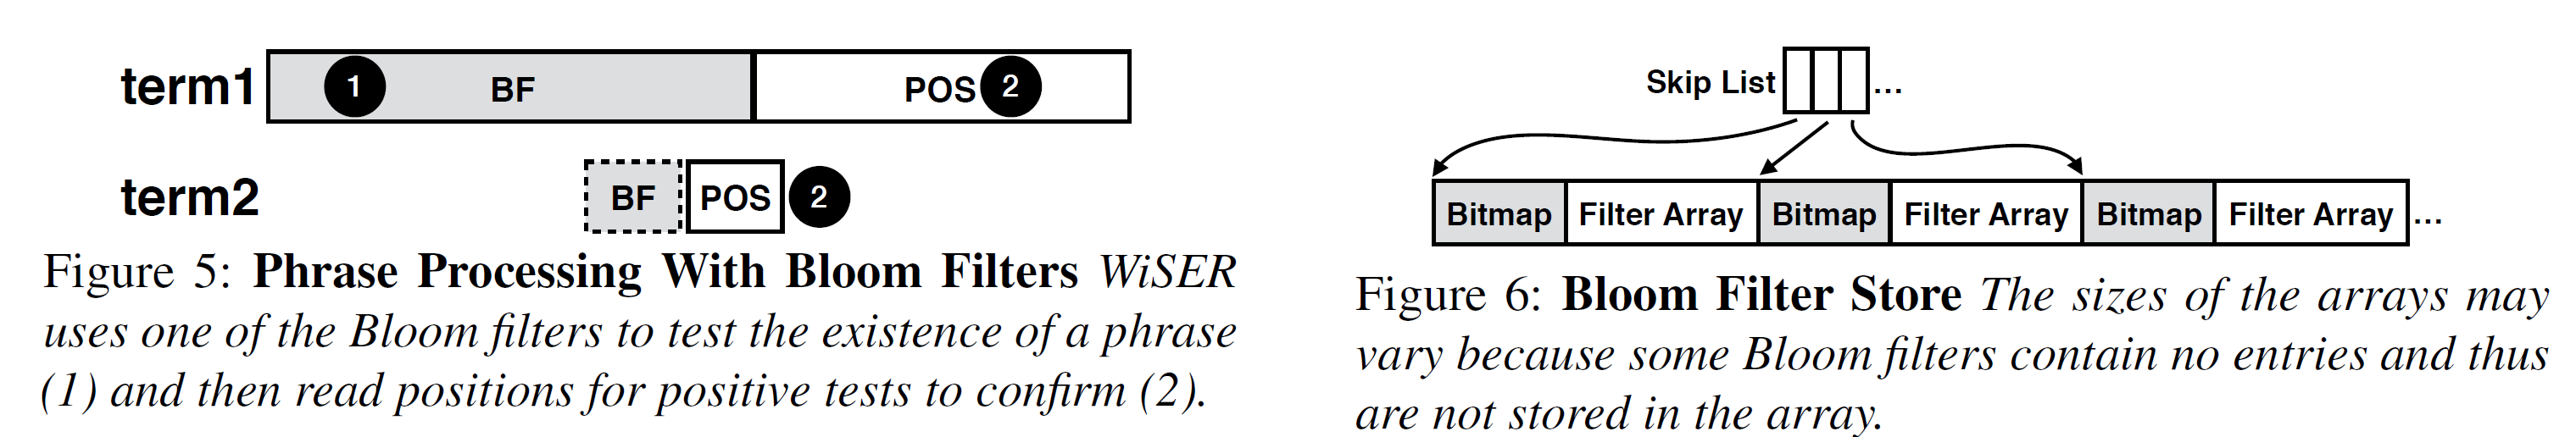 term1 1 BF POS 2
term2 BF POS 2
Figure 5: Phrase Processing With Bloom Filters WiSER
uses one of the Bloom filters to test the existence of a phrase
(1) and then read positions for positive tests to confirm (2).
Skip List ...
Bitmap Filter Array Bitmap Filter Array Bitmap Filter Array ...
Figure 6: Bloom Filter Store The sizes of the arrays may
vary because some Bloom filters contain no entries and thus
are not stored in the array.